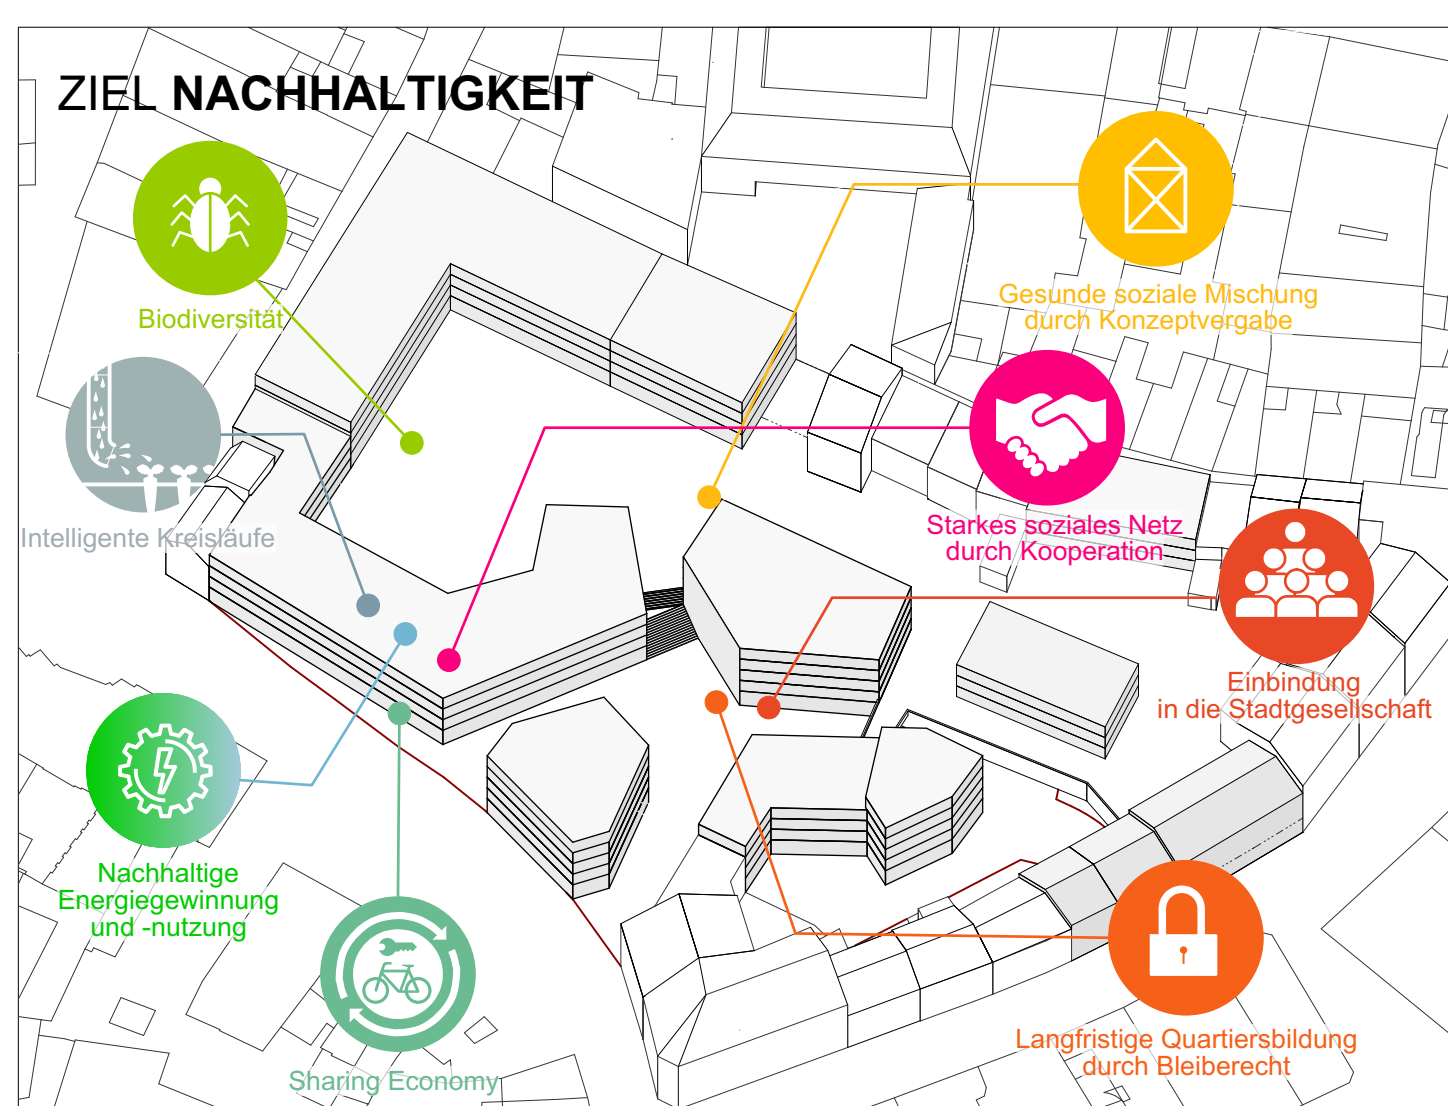 ZIEL NACHHALTIGKEIT
Biodiversität
Gesunde soziale Mischung
durch Konzeptvergabe
Intelligente Kreisläufe
Starkes soziales Netz
durch Kooperation
Einbindung
in die Stadtgesellschaft
Nachhaltige
Energiegewinnung
und -nutzung
Sharing Economy
Langfristige Quartiersbildung
durch Bleiberecht